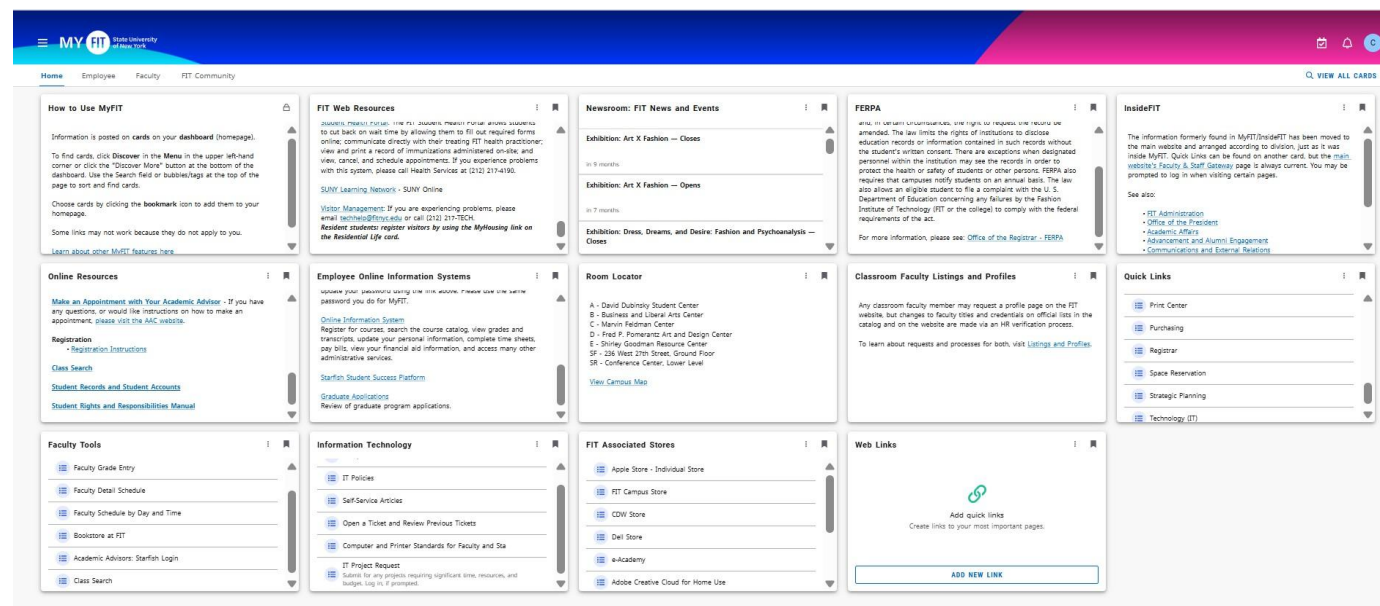 MY FIT State University
of New York
C
Home Employee Faculty FIT Community
VIEW ALL CARDS
How to Use MyFIT
Information is posted on cards on your dashboard (homepage).
To find cards, click Discover in the Menu in the upper left-hand
corner or click the "Discover More" button at the bottom of the
dashboard. Use the Search field or bubbles/tags at the top of the
page to sort and find cards.
Choose cards by clicking the bookmark icon to add them to your
homepage.
Some links may not work because they do not apply to you.
Learn about other MyFIT features here
FIT Web Resources
Student Health Portal: The FIT Student Health Portal allows students
to cut back on wait time by allowing them to fill out required forms
online; communicate directly with their treating FIT health practitioner;
view and print a record of immunizations administered on-site; and
view, cancel, and schedule appointments. If you experience problems
with this system, please call Health Services at (212) 217-4190.
SUNY Learning Network - SUNY Online
Visitor Management: If you are experiencing problems, please
email techhelp@fitnyc.edu or call (212) 217-TECH.
Resident students: register visitors by using the MyHousing link on
the Residential Life card.
Newsroom: FIT News and Events
Exhibition: Art X Fashion — Closes
in 9 months
Exhibition: Art X Fashion — Opens
in 7 months
Exhibition: Dress, Dreams, and Desire: Fashion and Psychoanalysis —
Closes
FERPA
and, in certain circumstances, the right to request the record be
amended. The law limits the rights of institutions to disclose
education records or information contained in such records without
the student's written consent. There are exceptions when designated
personnel within the institution may see the records in order to
protect the health or safety of students or other persons. FERPA also
requires that campuses notify students on an annual basis. The law
also allows an eligible student to file a complaint with the U. S.
Department of Education concerning any failures by the Fashion
Institute of Technology (FIT or the college) to comply with the federal
requirements of the act.
For more information, please see: Office of the Registrar - FERPA
InsideFIT
The information formerly found in MyFIT/InsideFIT has been moved to
the main website and arranged according to division, just as it was
inside MyFIT. Quick Links can be found on another card, but the main
website's Faculty & Staff Gateway page is always current. You may be
prompted to log in when visiting certain pages.
See also:
• FIT Administration
• Office of the President
• Academic Affairs
• Advancement and Alumni Engagement
• Communications and External Relations
Online Resources
Make an Appointment with Your Academic Advisor - If you have
any questions, or would like instructions on how to make an
appointment, please visit the AAC website.
Registration
• Registration Instructions
Class Search
Student Records and Student Accounts
Student Rights and Responsibilities Manual
Employee Online Information Systems
update your password using the link above. Please use the same
password you do for MyFIT.
Online Information System
Register for courses, search the course catalog, view grades and
transcripts, update your personal information, complete time sheets,
pay bills, view your financial aid information, and access many other
administrative services.
Starfish Student Success Platform
Graduate Applications
Review of graduate program applications.
Room Locator
A - David Dubinsky Student Center
B - Business and Liberal Arts Center
C - Marvin Feldman Center
D - Fred P. Pomerantz Art and Design Center
E - Shirley Goodman Resource Center
SF - 236 West 27th Street, Ground Floor
SR - Conference Center, Lower Level
View Campus Map
Classroom Faculty Listings and Profiles
Any classroom faculty member may request a profile page on the FIT
website, but changes to faculty titles and credentials on official lists in the
catalog and on the website are made via an HR verification process.
To learn about requests and processes for both, visit Listings and Profiles.
Quick Links
Print Center
Purchasing
Registrar
Space Reservation
Strategic Planning
Technology (IT)
Faculty Tools
Faculty Grade Entry
Faculty Detail Schedule
Faculty Schedule by Day and Time
Bookstore at FIT
Academic Advisors: Starfish Login
Class Search
Information Technology
IT Policies
Self-Service Articles
Open a Ticket and Review Previous Tickets
Computer and Printer Standards for Faculty and Sta
IT Project Request
Submit for any projects requiring significant time, resources, and
budget. Log in, if prompted.
FIT Associated Stores
Apple Store - Individual Store
FIT Campus Store
CDW Store
Dell Store
e-Academy
Adobe Creative Cloud for Home Use
Web Links
Add quick links
Create links to your most important pages.
ADD NEW LINK